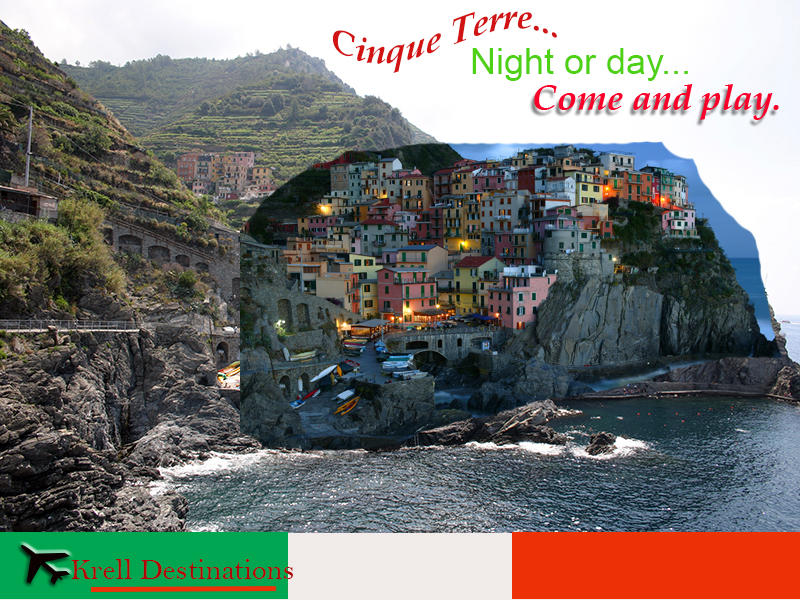 Cinque Terre...
Night or day...
Come and play.
Krell Destinations